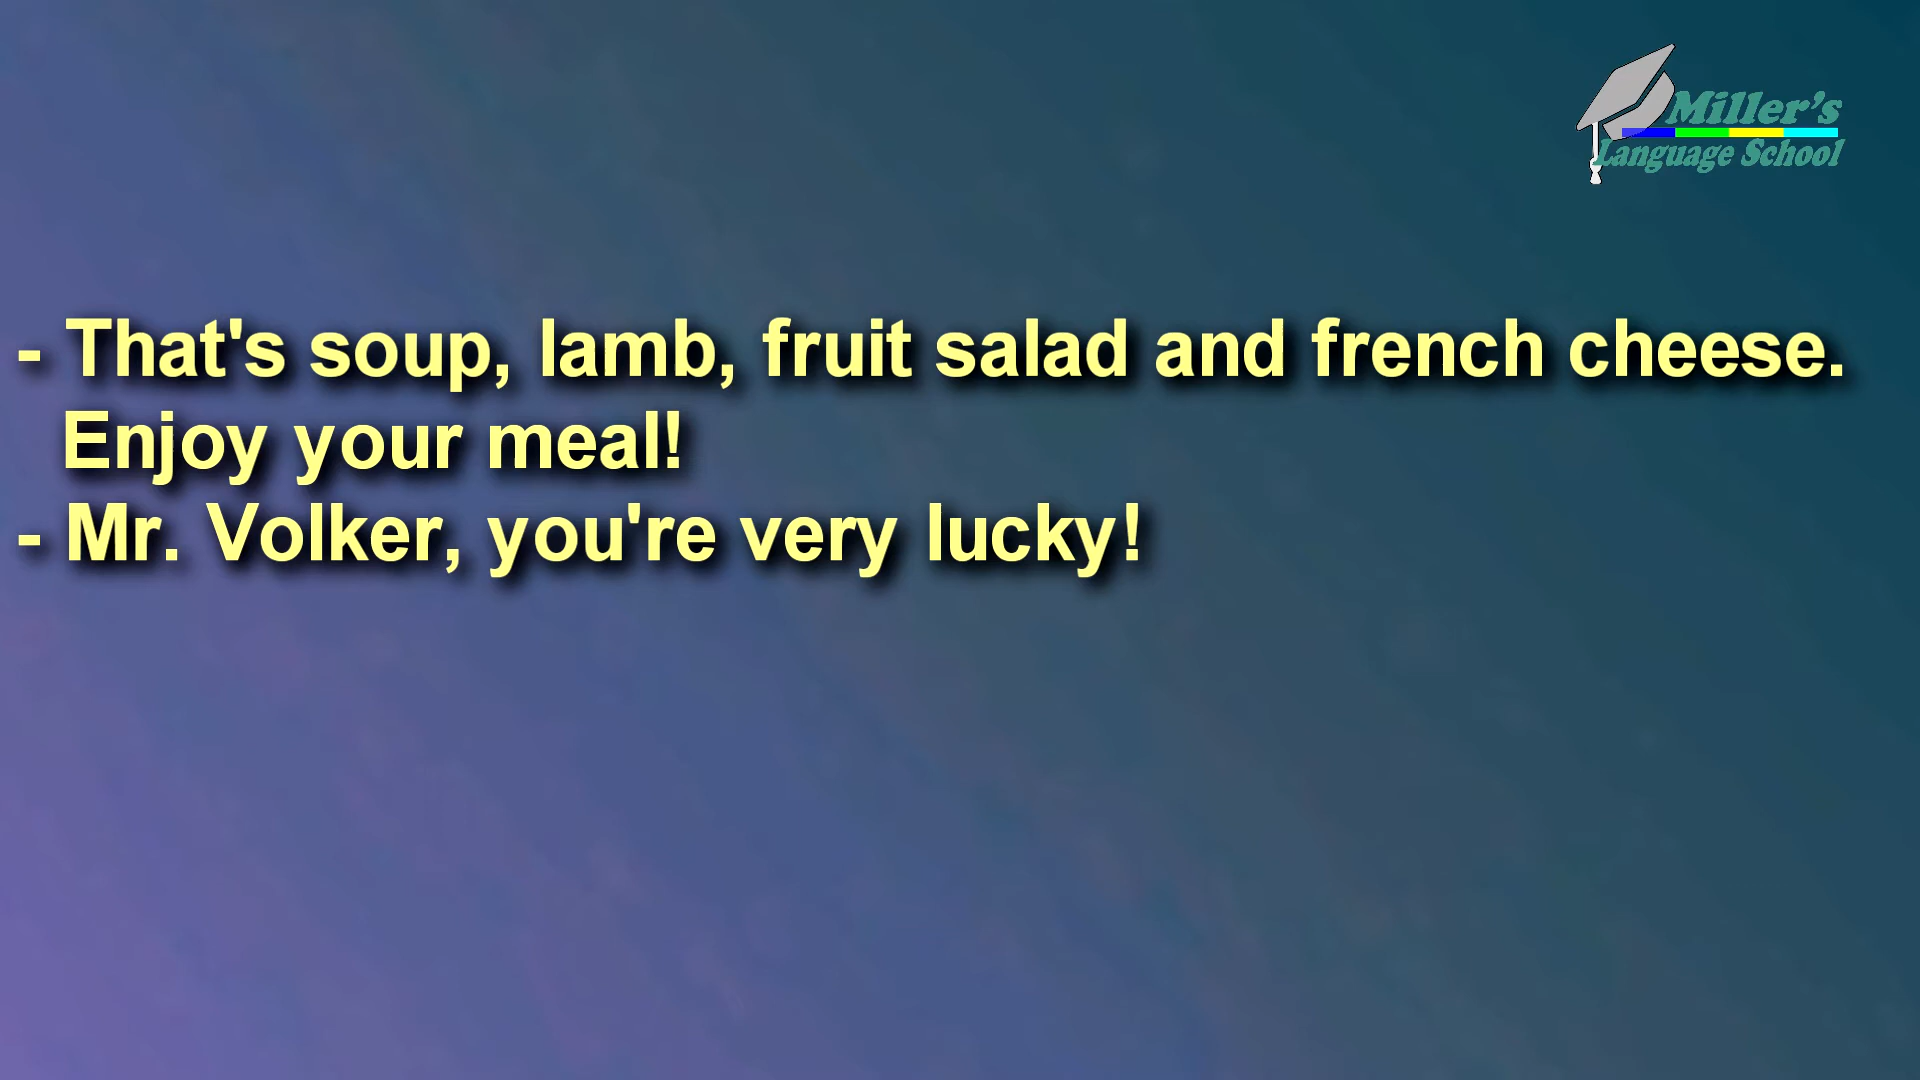 Miller's
Language School
- That's soup, lamb, fruit salad and french cheese.
Enjoy your meal!
- Mr. Volker, you're very lucky!